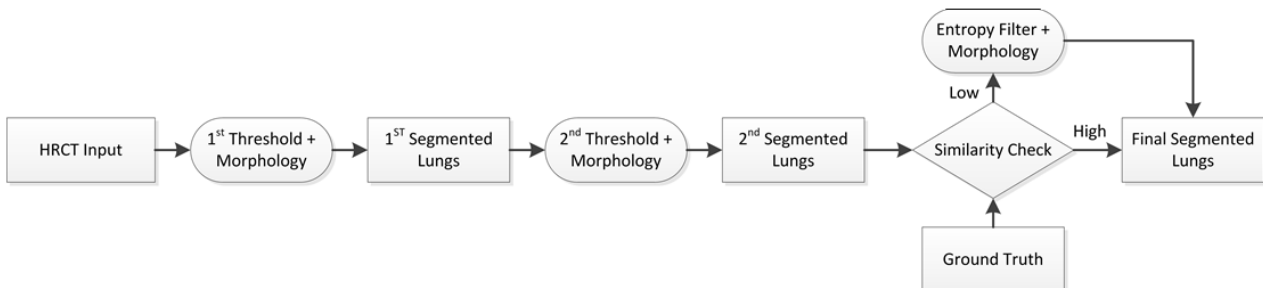 HRCT Input
1st Threshold +
Morphology
1ST Segmented
Lungs
2nd Threshold +
Morphology
2nd Segmented
Lungs
Similarity Check
Low
Entropy Filter +
Morphology
High
Final Segmented
Lungs
Ground Truth